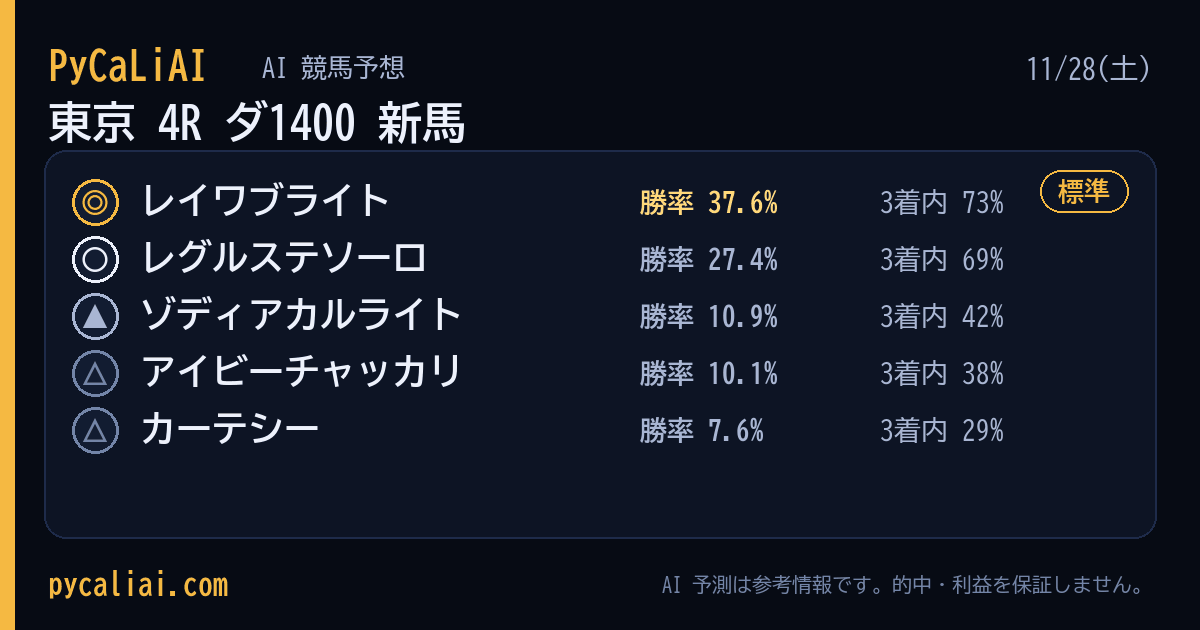 PyCaLiAI AI 競馬予想 11/28(土)
東京 4R ダ1400 新馬
◎ レイワブライト 勝率 37.6% 3着内 73% 標準
○ レグルステソーロ 勝率 27.4% 3着内 69%
▲ ゾディアカルライト 勝率 10.9% 3着内 42%
△ アイビーチャッカリ 勝率 10.1% 3着内 38%
△ カーテシー 勝率 7.6% 3着内 29%
pycaliai.com AI 予測は参考情報です。的中・利益を保証しません。